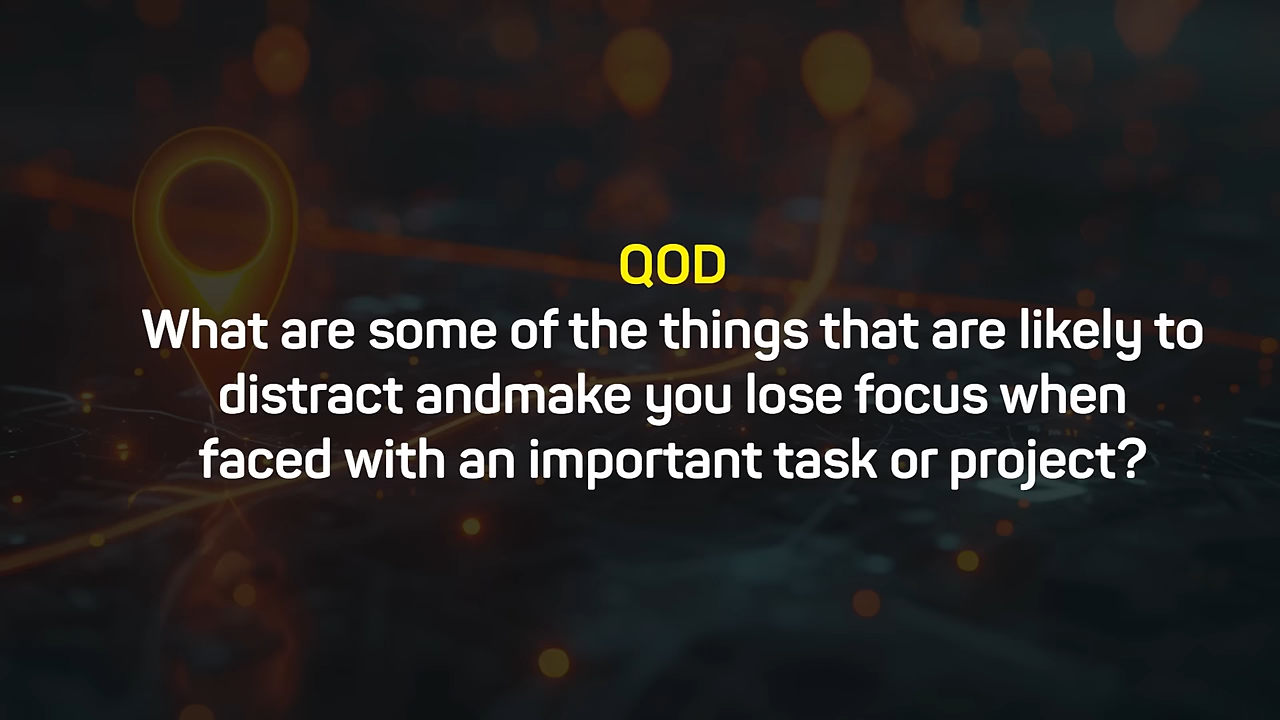 QOD
What are some of the things that are likely to
distract andmake you lose focus when
faced with an important task or project?